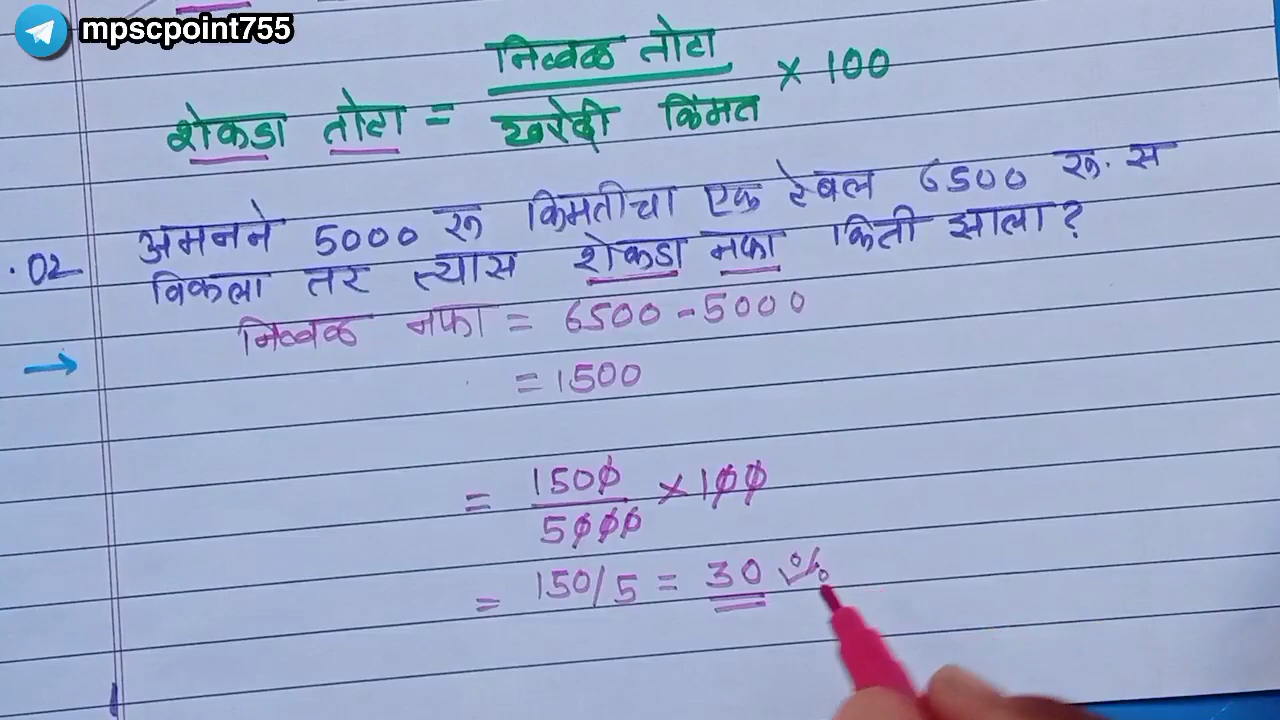 mpscpoint755
निव्वळ तोटा
शेकडा तोटा = ——— × 100
खरेदी किंमत
.02 अमनने 5000 रू किमतीचा एक टेबल 6500 रू. स
विकला तर त्यास शेकडा नफा किती झाला?
→ निव्वळ नफा = 6500 - 5000
= 1500
= 1500/5000 × 100
= 150/5 = 30 %